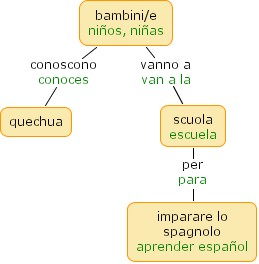 bambini/e
niños, niñas
conoscono
conoces
vanno a
van a la
quechua
scuola
escuela
per
para
imparare lo
spagnolo
aprender español